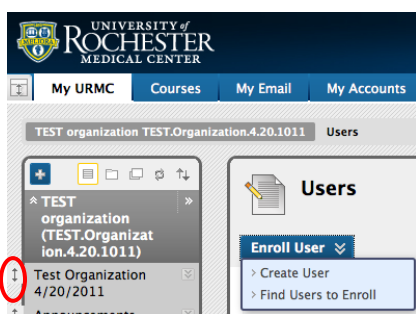 UNIVERSITY of
ROCHESTER
MEDICAL CENTER
MELIORA
My URMC Courses My Email My Accounts
TEST organization TEST.Organization.4.20.1011 Users
TEST
organization
(TEST.Organizat
ion.4.20.1011)
Test Organization
4/20/2011
Announcements
Users
Enroll User
> Create User
> Find Users to Enroll